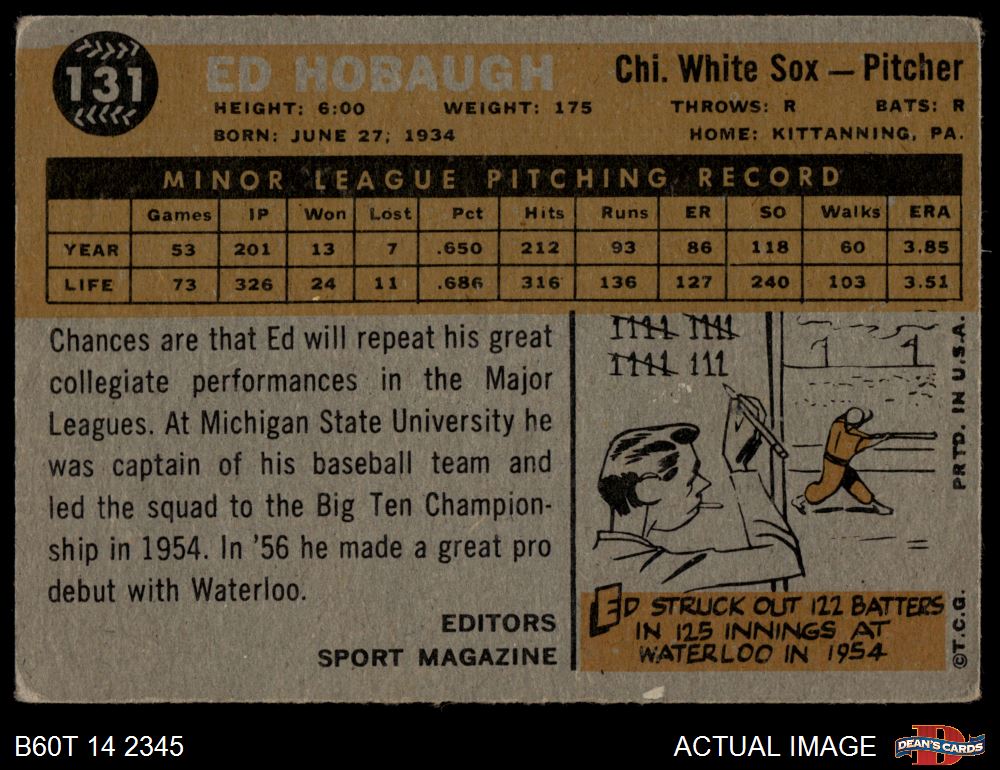 131
ED HOBAUGH
Chi. White Sox — Pitcher
HEIGHT: 6:00 WEIGHT: 175 THROWS: R BATS: R
BORN: JUNE 27, 1934 HOME: KITTANNING, PA.
MINOR LEAGUE PITCHING RECORD
Games IP Won Lost Pct Hits Runs ER SO Walks ERA
YEAR 53 201 13 7 .650 212 93 86 118 60 3.85
LIFE 73 326 24 11 .686 316 136 127 240 103 3.51
Chances are that Ed will repeat his great
collegiate performances in the Major
Leagues. At Michigan State University he
was captain of his baseball team and
led the squad to the Big Ten Champion-
ship in 1954. In '56 he made a great pro
debut with Waterloo.
EDITORS
SPORT MAGAZINE
ED STRUCK OUT 122 BATTERS
IN 125 INNINGS AT
WATERLOO IN 1954
©T.C.G. PRTD. IN U.S.A.
B60T 14 2345
ACTUAL IMAGE
D
DEAN'S CARDS